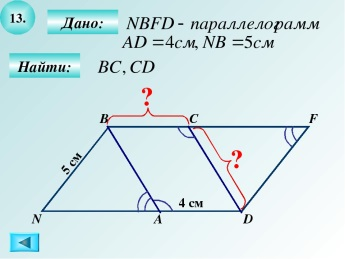 13.
Дано:
NBFD - параллелограмм
AD = 4см, NB = 5см
Найти:
BC, CD
?
B
C
F
5 см
?
4 см
N
A
D